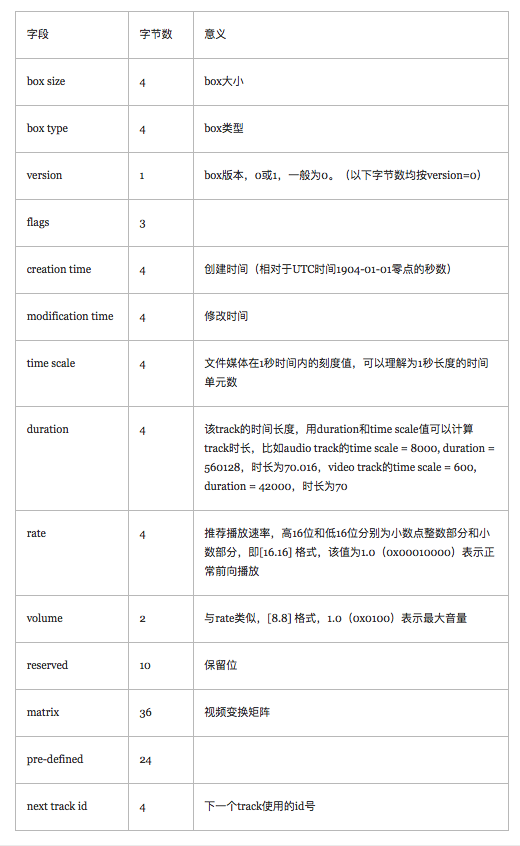 字段 字节数 意义
box size 4 box大小
box type 4 box类型
version 1 box版本，0或1，一般为0。（以下字节数均按version=0）
flags 3
creation time 4 创建时间（相对于UTC时间1904-01-01零点的秒数）
modification time 4 修改时间
time scale 4 文件媒体在1秒时间内的刻度值，可以理解为1秒长度的时间
单元数
duration 4 该track的时间长度，用duration和time scale值可以计算
track时长，比如audio track的time scale = 8000, duration =
560128，时长为70.016，video track的time scale = 600,
duration = 42000，时长为70
rate 4 推荐播放速率，高16位和低16位分别为小数点整数部分和小
数部分，即[16.16] 格式，该值为1.0（0x00010000）表示正
常前向播放
volume 2 与rate类似，[8.8] 格式，1.0（0x0100）表示最大音量
reserved 10 保留位
matrix 36 视频变换矩阵
pre-defined 24
next track id 4 下一个track使用的id号